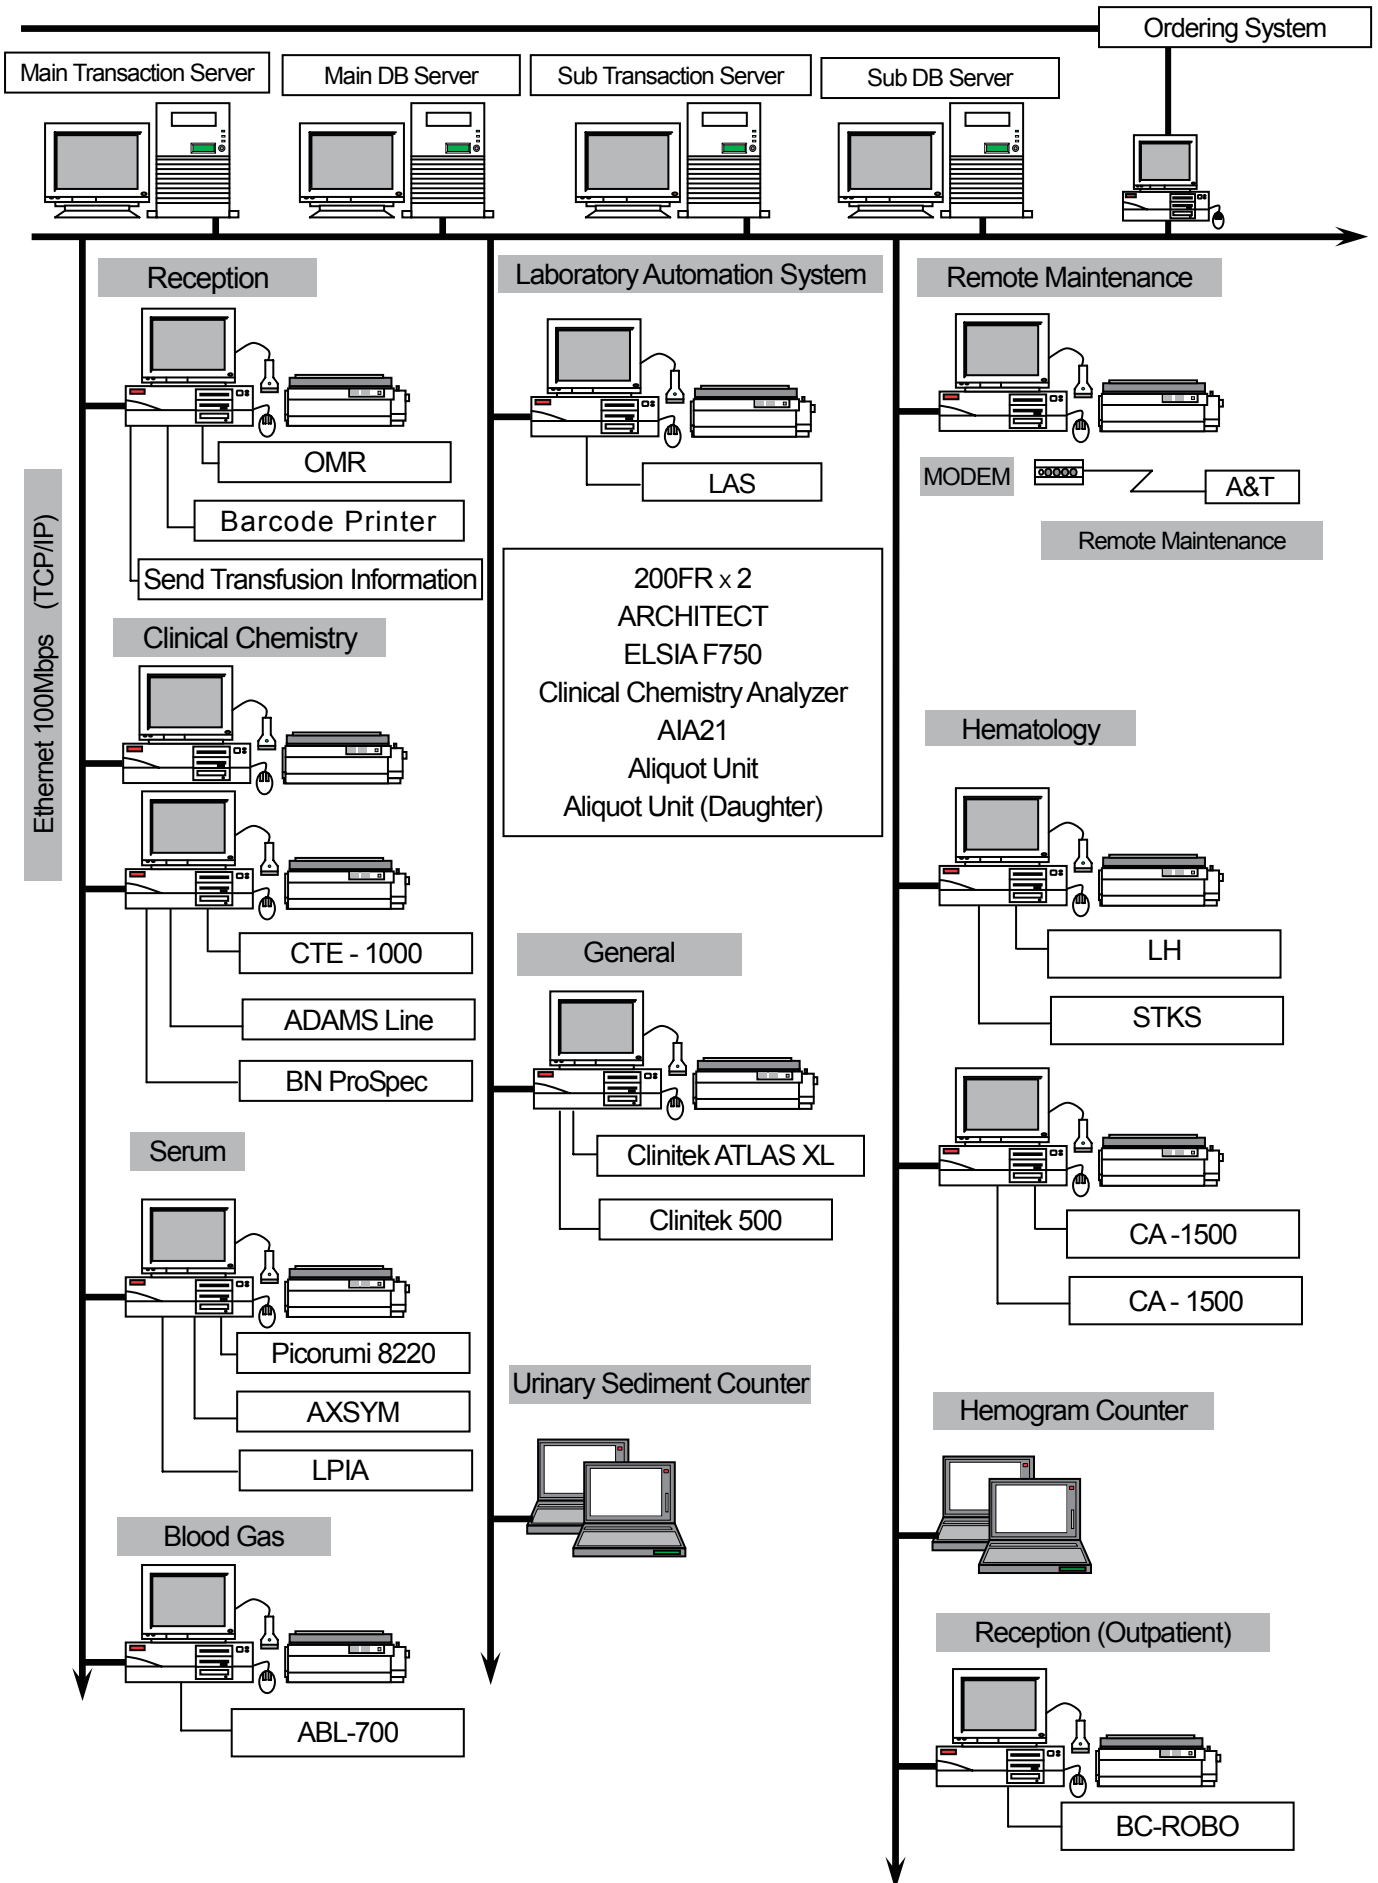 Ordering System
Main Transaction Server
Main DB Server
Sub Transaction Server
Sub DB Server
Ethernet 100Mbps (TCP/IP)
Reception
OMR
Barcode Printer
Send Transfusion Information
Clinical Chemistry
CTE - 1000
ADAMS Line
BN ProSpec
Serum
Picorumi 8220
AXSYM
LPIA
Blood Gas
ABL-700
Laboratory Automation System
LAS
200FR x 2
ARCHITECT
ELSIA F750
Clinical Chemistry Analyzer
AIA21
Aliquot Unit
Aliquot Unit (Daughter)
General
Clinitek ATLAS XL
Clinitek 500
Urinary Sediment Counter
Remote Maintenance
MODEM
A&T
Remote Maintenance
Hematology
LH
STKS
CA -1500
CA - 1500
Hemogram Counter
Reception (Outpatient)
BC-ROBO